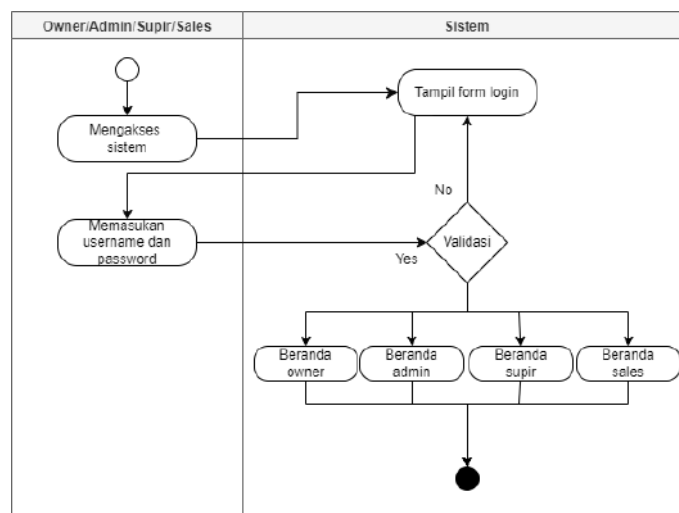 Owner/Admin/Supir/Sales
Sistem
Tampil form login
Mengakses
sistem
No
Memasukan
username dan
password
Validasi
Yes
Beranda
owner
Beranda
admin
Beranda
supir
Beranda
sales